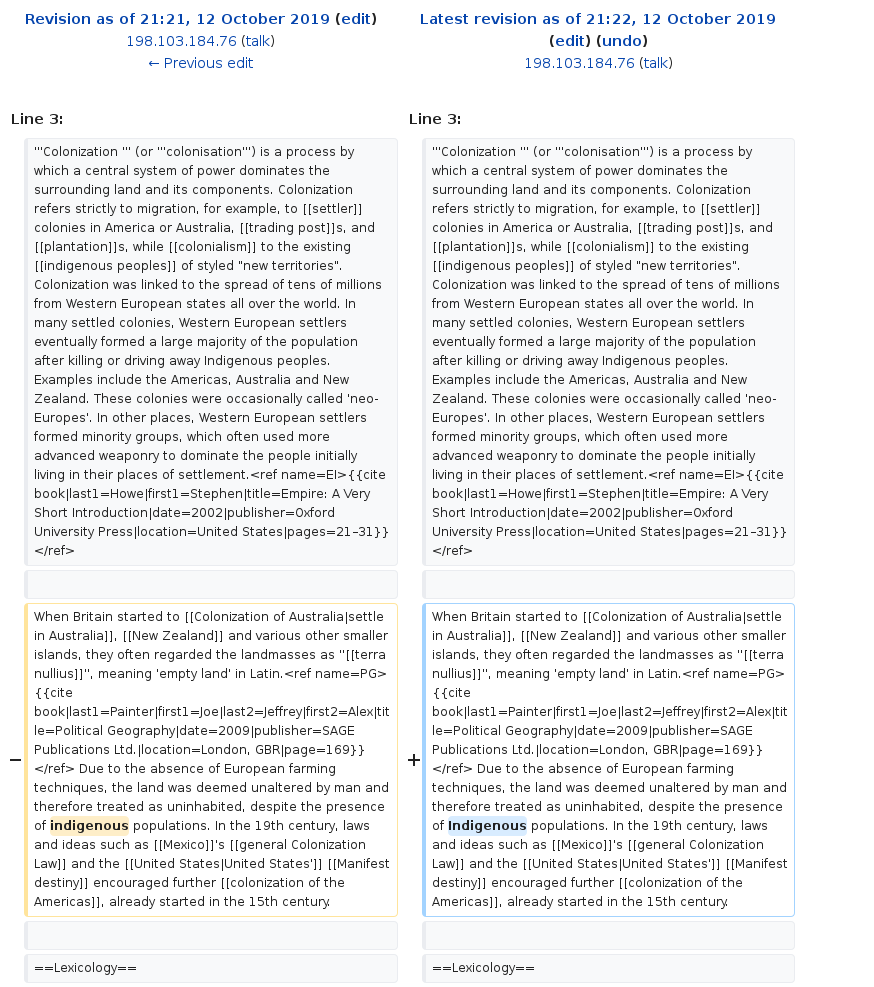 Revision as of 21:21, 12 October 2019 (edit)
198.103.184.76 (talk)
← Previous edit
Latest revision as of 21:22, 12 October 2019
(edit) (undo)
198.103.184.76 (talk)
Line 3:
'''Colonization ''' (or '''colonisation''') is a process by
which a central system of power dominates the
surrounding land and its components. Colonization
refers strictly to migration, for example, to [[settler]]
colonies in America or Australia, [[trading post]]s, and
[[plantation]]s, while [[colonialism]] to the existing
[[indigenous peoples]] of styled "new territories".
Colonization was linked to the spread of tens of millions
from Western European states all over the world. In
many settled colonies, Western European settlers
eventually formed a large majority of the population
after killing or driving away Indigenous peoples.
Examples include the Americas, Australia and New
Zealand. These colonies were occasionally called 'neo-
Europes'. In other places, Western European settlers
formed minority groups, which often used more
advanced weaponry to dominate the people initially
living in their places of settlement.<ref name=EI>{{cite
book|last1=Howe|first1=Stephen|title=Empire: A Very
Short Introduction|date=2002|publisher=Oxford
University Press|location=United States|pages=21–31}}
</ref>
−
When Britain started to [[Colonization of Australia|settle
in Australia]], [[New Zealand]] and various other smaller
islands, they often regarded the landmasses as ''[[terra
nullius]]'', meaning 'empty land' in Latin.<ref name=PG>
{{cite
book|last1=Painter|first1=Joe|last2=Jeffrey|first2=Alex|tit
le=Political Geography|date=2009|publisher=SAGE
Publications Ltd.|location=London, GBR|page=169}}
</ref> Due to the absence of European farming
techniques, the land was deemed unaltered by man and
therefore treated as uninhabited, despite the presence
of indigenous populations. In the 19th century, laws
and ideas such as [[Mexico]]'s [[general Colonization
Law]] and the [[United States|United States']] [[Manifest
destiny]] encouraged further [[colonization of the
Americas]], already started in the 15th century.
==Lexicology==
Line 3:
'''Colonization ''' (or '''colonisation''') is a process by
which a central system of power dominates the
surrounding land and its components. Colonization
refers strictly to migration, for example, to [[settler]]
colonies in America or Australia, [[trading post]]s, and
[[plantation]]s, while [[colonialism]] to the existing
[[indigenous peoples]] of styled "new territories".
Colonization was linked to the spread of tens of millions
from Western European states all over the world. In
many settled colonies, Western European settlers
eventually formed a large majority of the population
after killing or driving away Indigenous peoples.
Examples include the Americas, Australia and New
Zealand. These colonies were occasionally called 'neo-
Europes'. In other places, Western European settlers
formed minority groups, which often used more
advanced weaponry to dominate the people initially
living in their places of settlement.<ref name=EI>{{cite
book|last1=Howe|first1=Stephen|title=Empire: A Very
Short Introduction|date=2002|publisher=Oxford
University Press|location=United States|pages=21–31}}
</ref>
+
When Britain started to [[Colonization of Australia|settle
in Australia]], [[New Zealand]] and various other smaller
islands, they often regarded the landmasses as ''[[terra
nullius]]'', meaning 'empty land' in Latin.<ref name=PG>
{{cite
book|last1=Painter|first1=Joe|last2=Jeffrey|first2=Alex|tit
le=Political Geography|date=2009|publisher=SAGE
Publications Ltd.|location=London, GBR|page=169}}
</ref> Due to the absence of European farming
techniques, the land was deemed unaltered by man and
therefore treated as uninhabited, despite the presence
of Indigenous populations. In the 19th century, laws
and ideas such as [[Mexico]]'s [[general Colonization
Law]] and the [[United States|United States']] [[Manifest
destiny]] encouraged further [[colonization of the
Americas]], already started in the 15th century.
==Lexicology==